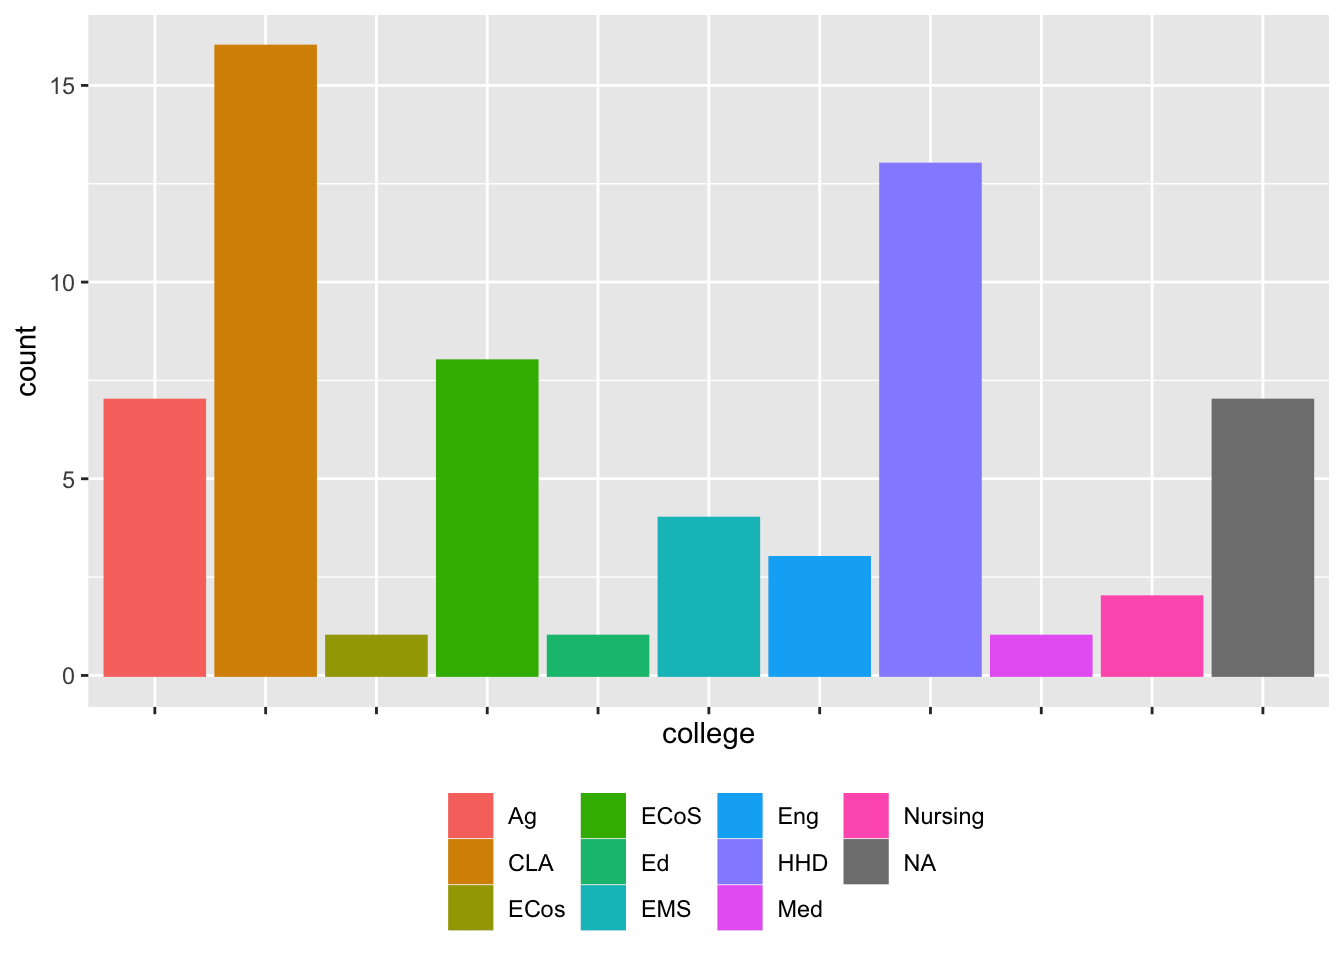 15
10
5
0
count
college
Ag ECoS Eng Nursing
CLA Ed HHD NA
ECos EMS Med